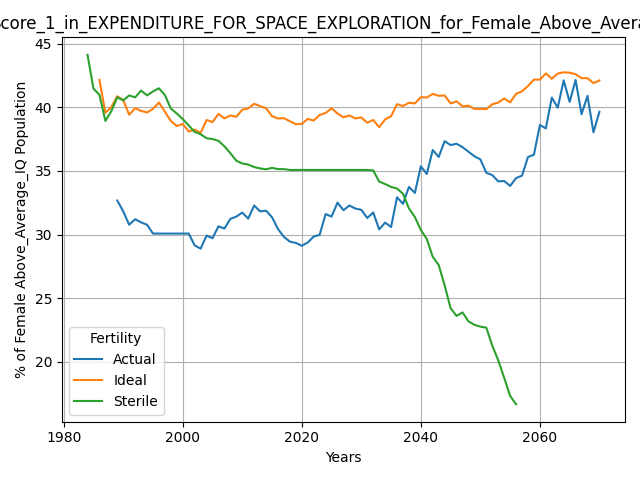 core_1_in_EXPENDITURE_FOR_SPACE_EXPLORATION_for_Female_Above_Avera
% of Female Above_Average_IQ Population
45
40
35
30
25
20
Fertility
Actual
Ideal
Sterile
1980
2000
2020
2040
2060
Years